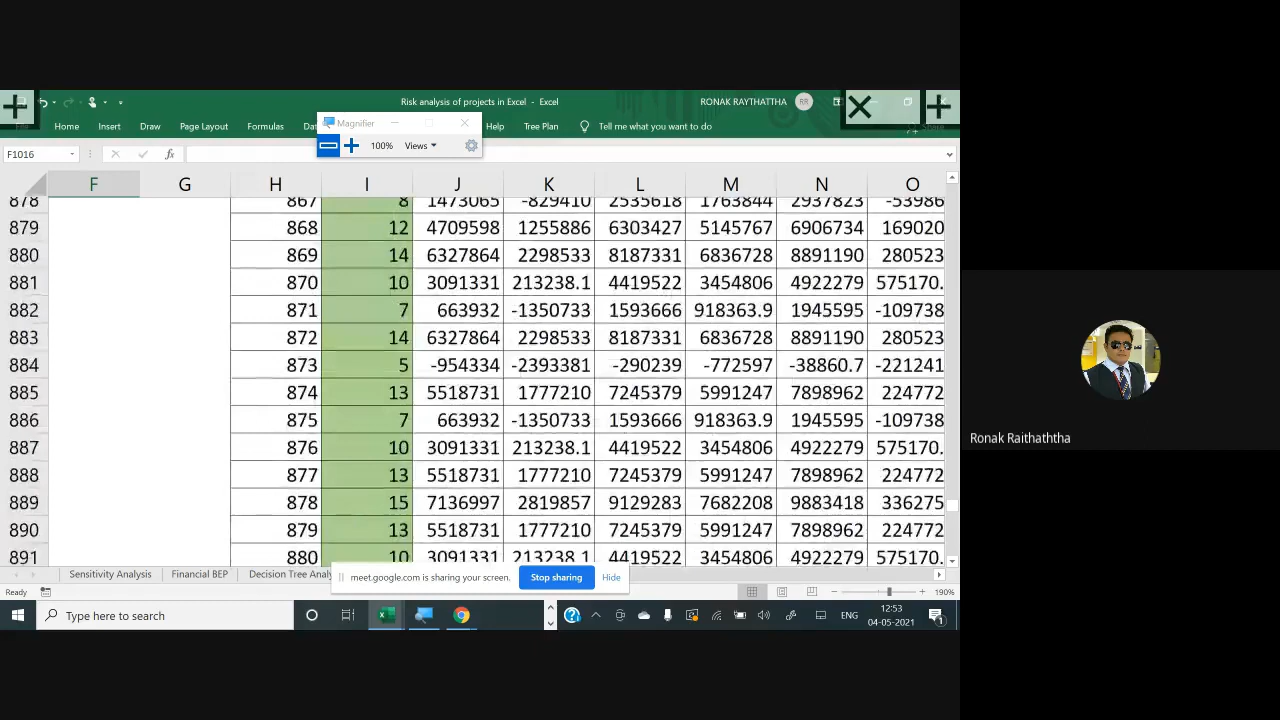 Risk analysis of projects in Excel - Excel
RONAK RAYTHATTHA RR
Magnifier
Home Insert Draw Page Layout Formulas Help Tree Plan Tell me what you want to do
100% Views
F1016 fx
F G H I J K L M N O
878 867 8 1473065 -829410 2535618 1763844 2937823 -53986
879 868 12 4709598 1255886 6303427 5145767 6906734 169020
880 869 14 6327864 2298533 8187331 6836728 8891190 280523
881 870 10 3091331 213238.1 4419522 3454806 4922279 575170.
882 871 7 663932 -1350733 1593666 918363.9 1945595 -109738
883 872 14 6327864 2298533 8187331 6836728 8891190 280523
884 873 5 -954334 -2393381 -290239 -772597 -38860.7 -221241
885 874 13 5518731 1777210 7245379 5991247 7898962 224772
886 875 7 663932 -1350733 1593666 918363.9 1945595 -109738
887 876 10 3091331 213238.1 4419522 3454806 4922279 575170.
888 877 13 5518731 1777210 7245379 5991247 7898962 224772
889 878 15 7136997 2819857 9129283 7682208 9883418 336275
890 879 13 5518731 1777210 7245379 5991247 7898962 224772
891 880 10 3091331 213238.1 4419522 3454806 4922279 575170.
Sensitivity Analysis Financial BEP Decision Tree Analy
meet.google.com is sharing your screen. Stop sharing Hide
Ready 190%
Type here to search
ENG
12:53
04-05-2021
1
Ronak Raithaththa